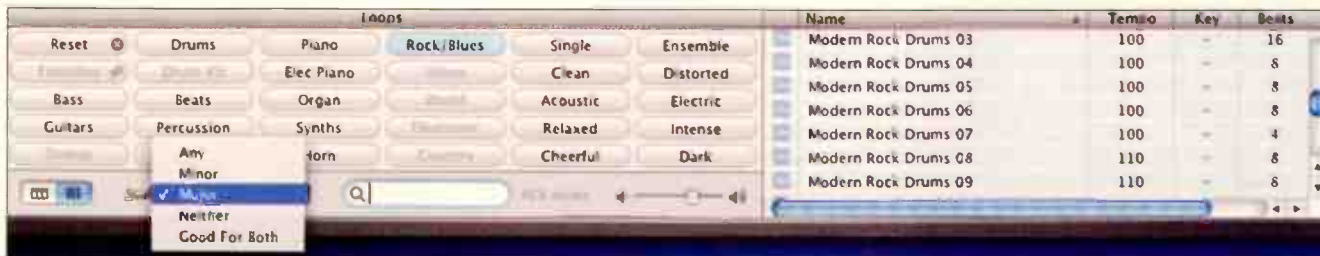 Loops
Name Tempo Key Beats
Reset Drums Piano Rock/Blues Single Ensemble
Elec Piano Clean Distorted
Bass Beats Organ Acoustic Electric
Guitars Percussion Synths Relaxed Intense
Horn Cheerful Dark
Any
Minor
Major
Neither
Good For Both
Modern Rock Drums 03 100 - 16
Modern Rock Drums 04 100 - 8
Modern Rock Drums 05 100 - 8
Modern Rock Drums 06 100 - 8
Modern Rock Drums 07 100 - 4
Modern Rock Drums 08 110 - 8
Modern Rock Drums 09 110 - 8